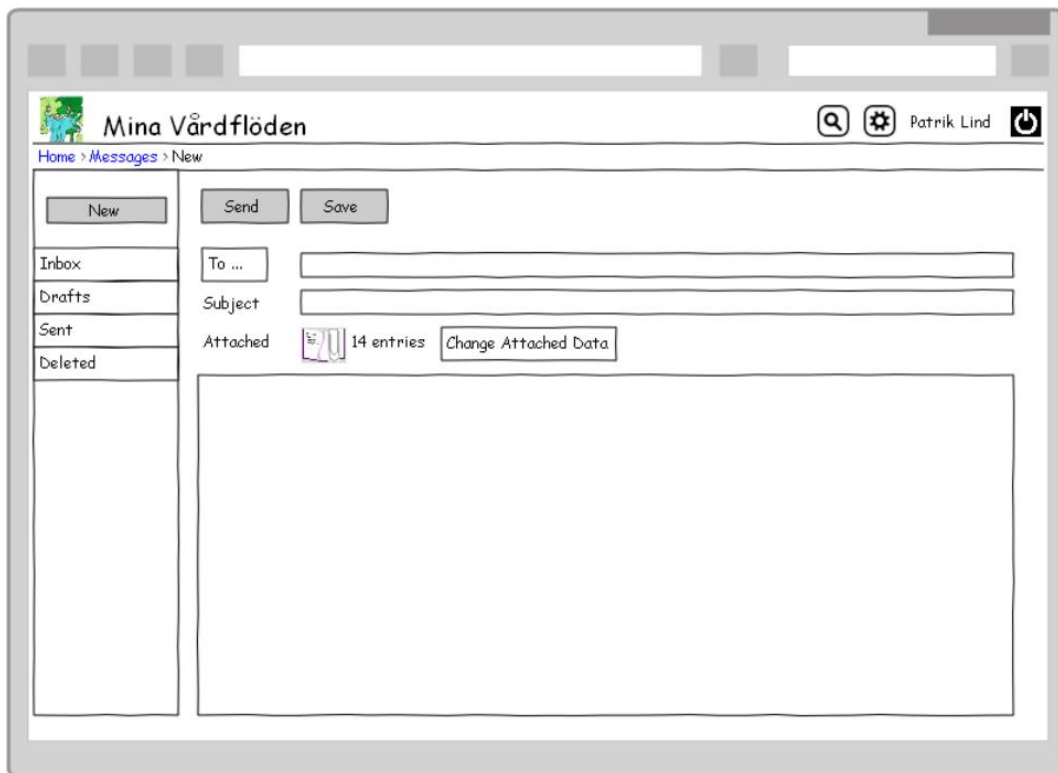 Mina Vårdflöden
Patrik Lind
Home > Messages > New
New
Send
Save
Inbox
To ...
Drafts
Subject
Sent
Attached
14 entries
Change Attached Data
Deleted